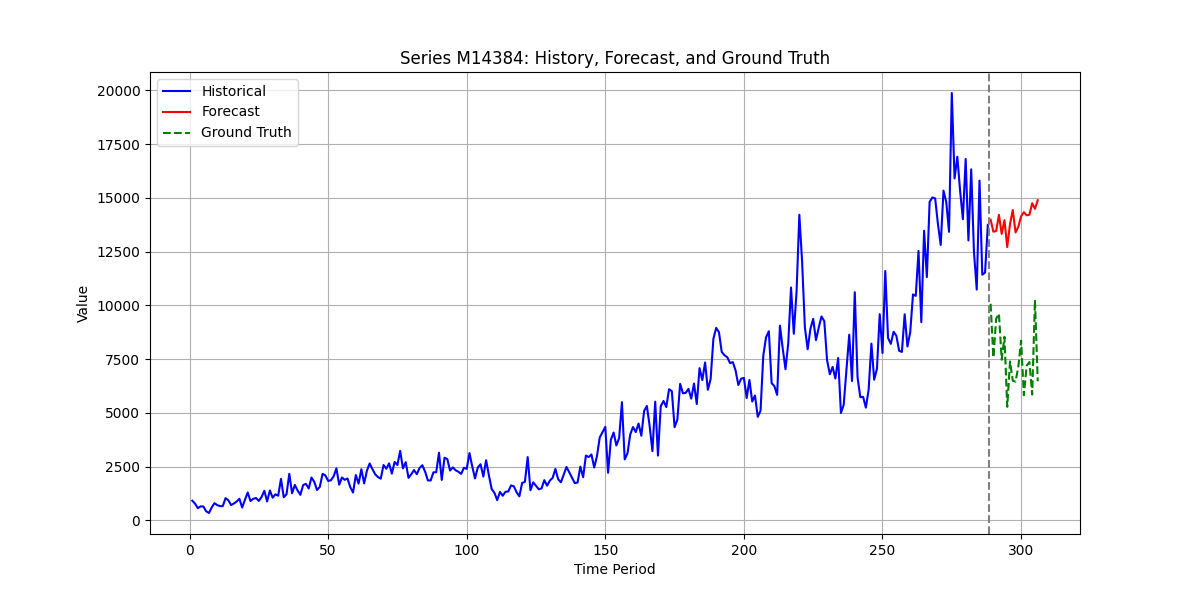 Series M14384: History, Forecast, and Ground Truth
Historical
Forecast
Ground Truth
20000
17500
15000
12500
10000
7500
5000
2500
0
Value
0 50 100 150 200 250 300
Time Period